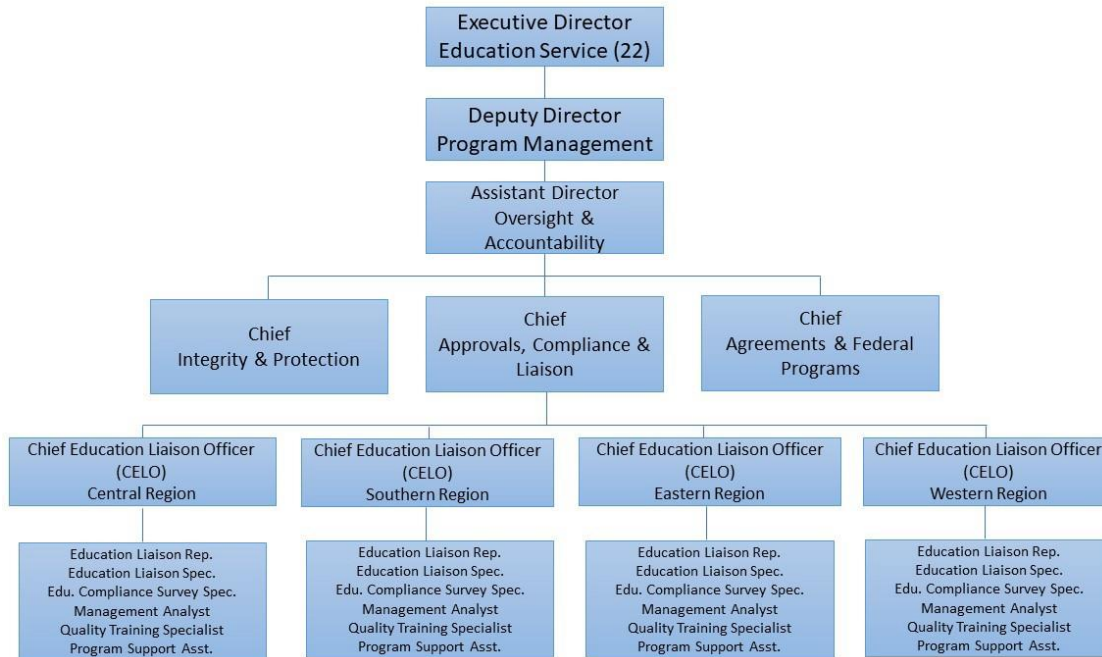 Executive Director
Education Service (22)
Deputy Director
Program Management
Assistant Director
Oversight &
Accountability
Chief
Integrity & Protection
Chief
Approvals, Compliance &
Liaison
Chief
Agreements & Federal
Programs
Chief Education Liaison Officer
(CELO)
Central Region
Chief Education Liaison Officer
(CELO)
Southern Region
Chief Education Liaison Officer
(CELO)
Eastern Region
Chief Education Liaison Officer
(CELO)
Western Region
Education Liaison Rep.
Education Liaison Spec.
Edu. Compliance Survey Spec.
Management Analyst
Quality Training Specialist
Program Support Asst.
Education Liaison Rep.
Education Liaison Spec.
Edu. Compliance Survey Spec.
Management Analyst
Quality Training Specialist
Program Support Asst.
Education Liaison Rep.
Education Liaison Spec.
Edu. Compliance Survey Spec.
Management Analyst
Quality Training Specialist
Program Support Asst.
Education Liaison Rep.
Education Liaison Spec.
Edu. Compliance Survey Spec.
Management Analyst
Quality Training Specialist
Program Support Asst.